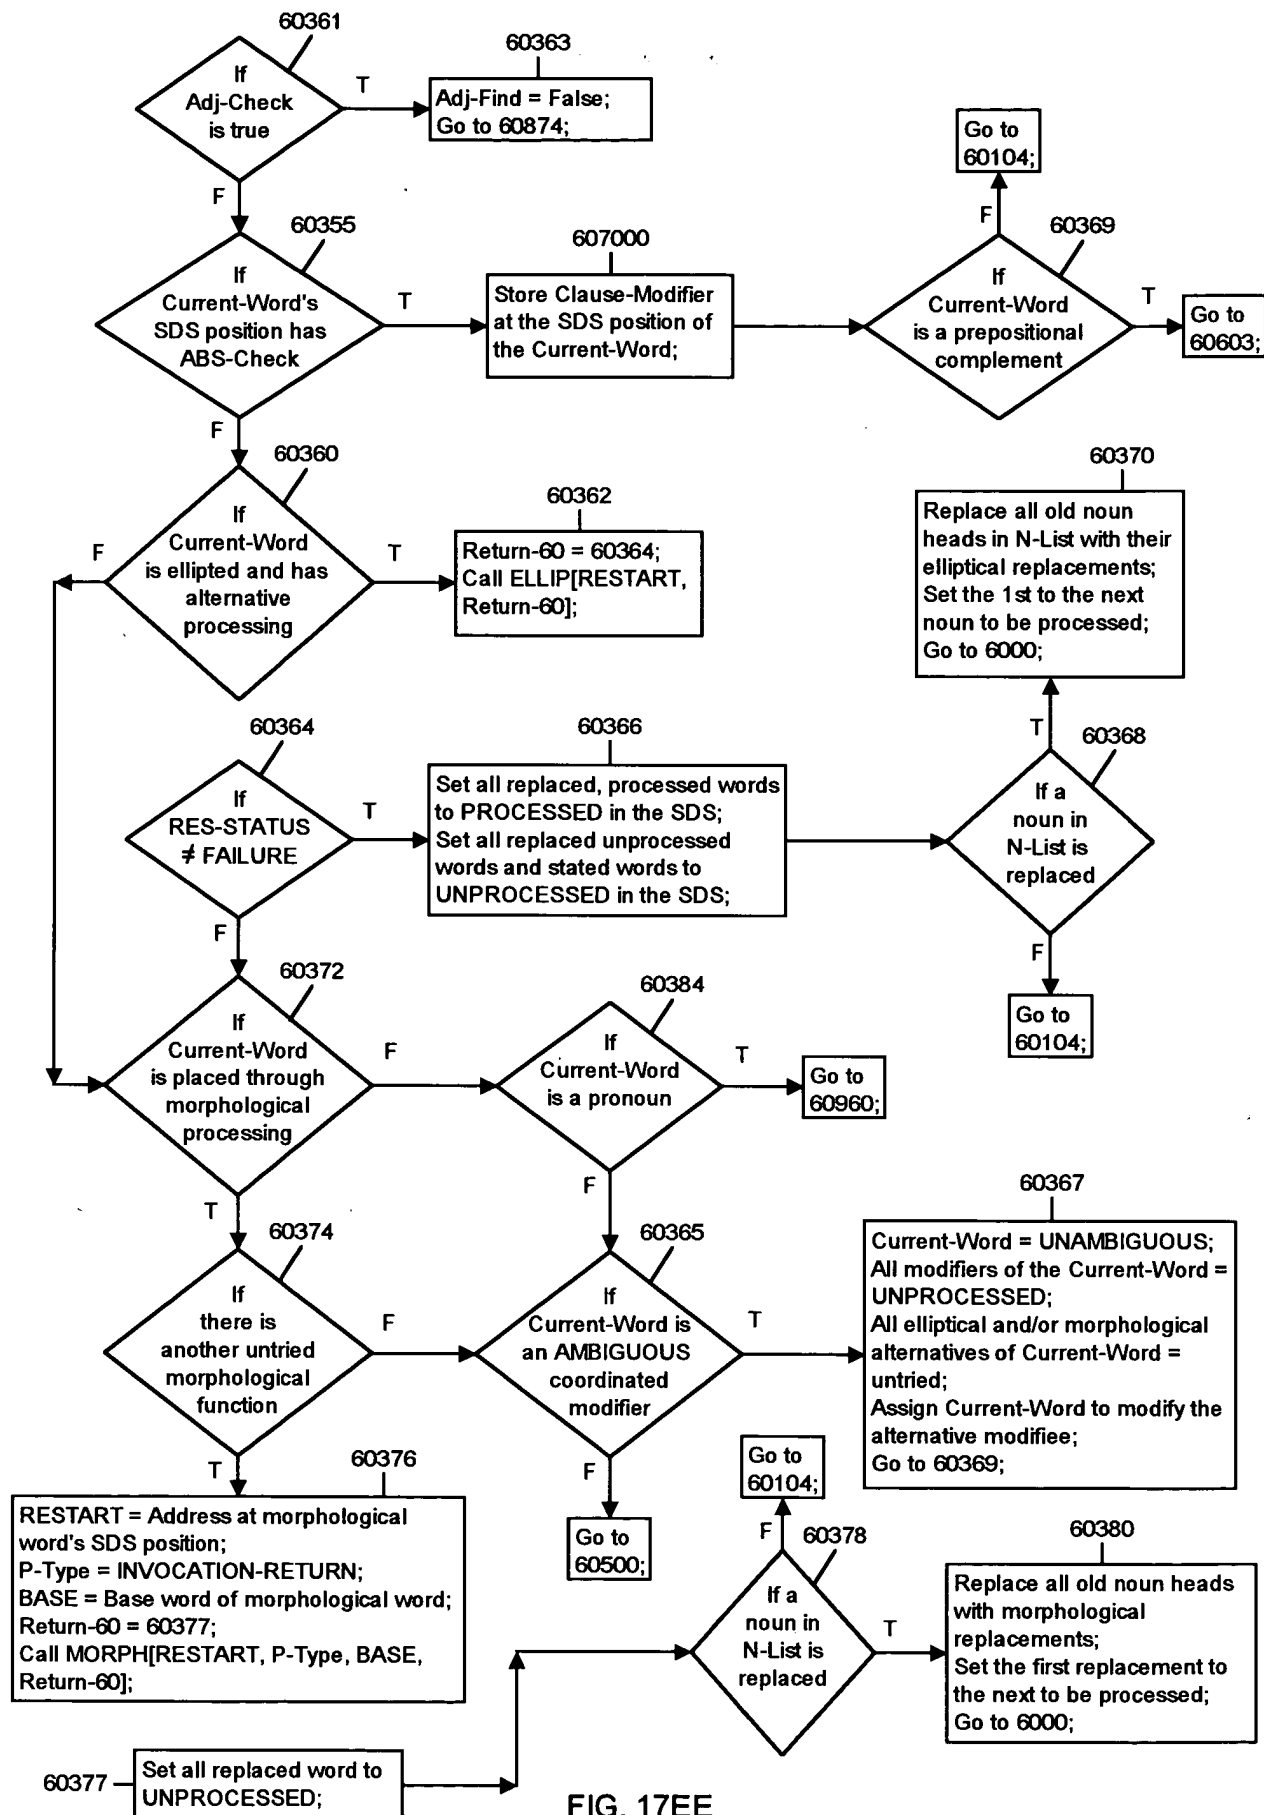 60361
If
Adj-Check
is true
T
60363
Adj-Find = False;
Go to 60874;
F
60355
If
Current-Word's
SDS position has
ABS-Check
T
607000
Store Clause-Modifier
at the SDS position of
the Current-Word;
Go to
60104;
F
60369
If
Current-Word
is a prepositional
complement
T
Go to
60603;
F
60360
If
Current-Word
is ellipted and has
alternative
processing
F
T
60362
Return-60 = 60364;
Call ELLIP[RESTART,
Return-60];
60370
Replace all old noun
heads in N-List with their
elliptical replacements;
Set the 1st to the next
noun to be processed;
Go to 6000;
60364
If
RES-STATUS
≠ FAILURE
T
60366
Set all replaced, processed words
to PROCESSED in the SDS;
Set all replaced unprocessed
words and stated words to
UNPROCESSED in the SDS;
T
60368
If a
noun in
N-List is
replaced
F
Go to
60104;
F
60372
If
Current-Word
is placed through
morphological
processing
F
60384
If
Current-Word
is a pronoun
T
Go to
60960;
T
60374
If
there is
another untried
morphological
function
F
F
60365
If
Current-Word is
an AMBIGUOUS
coordinated
modifier
T
60367
Current-Word = UNAMBIGUOUS;
All modifiers of the Current-Word =
UNPROCESSED;
All elliptical and/or morphological
alternatives of Current-Word =
untried;
Assign Current-Word to modify the
alternative modifiee;
Go to 60369;
T
60376
RESTART = Address at morphological
word's SDS position;
P-Type = INVOCATION-RETURN;
BASE = Base word of morphological word;
Return-60 = 60377;
Call MORPH[RESTART, P-Type, BASE,
Return-60];
F
Go to
60500;
Go to
60104;
F
60378
If a
noun in
N-List is
replaced
T
60380
Replace all old noun heads
with morphological
replacements;
Set the first replacement to
the next to be processed;
Go to 6000;
60377
Set all replaced word to
UNPROCESSED;
FIG. 17EE